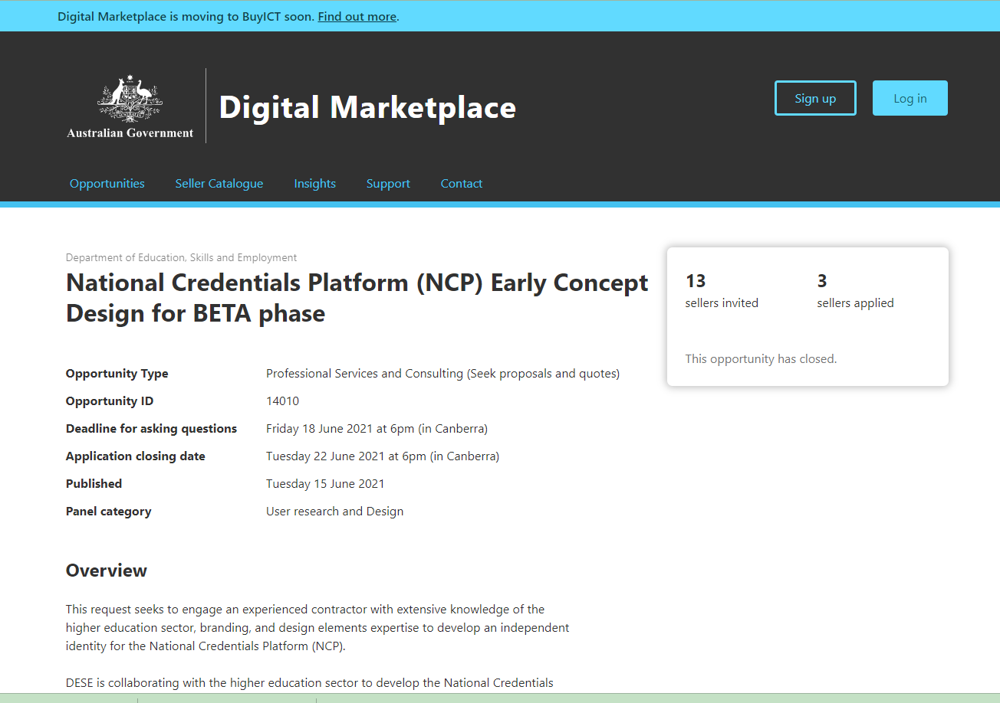 Digital Marketplace is moving to BuyICT soon. Find out more.
Australian Government
Digital Marketplace
Sign up
Log in
Opportunities
Seller Catalogue
Insights
Support
Contact
Department of Education, Skills and Employment
National Credentials Platform (NCP) Early Concept
Design for BETA phase
13
sellers invited
3
sellers applied
This opportunity has closed.
Opportunity Type Professional Services and Consulting (Seek proposals and quotes)
Opportunity ID 14010
Deadline for asking questions Friday 18 June 2021 at 6pm (in Canberra)
Application closing date Tuesday 22 June 2021 at 6pm (in Canberra)
Published Tuesday 15 June 2021
Panel category User research and Design
Overview
This request seeks to engage an experienced contractor with extensive knowledge of the
higher education sector, branding, and design elements expertise to develop an independent
identity for the National Credentials Platform (NCP).
DESE is collaborating with the higher education sector to develop the National Credentials